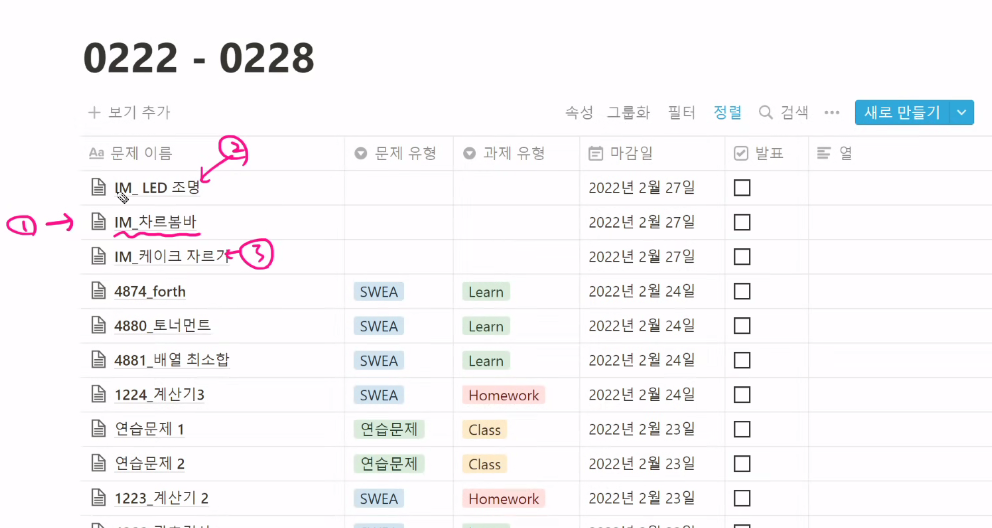 0222 - 0228
+ 보기 추가 속성 그룹화 필터 정렬 검색 ··· 새로 만들기
Aa 문제 이름 문제 유형 과제 유형 마감일 발표 열
②
IM_ LED 조명 2022년 2월 27일
① IM_차르봄바 2022년 2월 27일
IM_케이크 자르기 ③ 2022년 2월 27일
4874_forth SWEA Learn 2022년 2월 24일
4880_토너먼트 SWEA Learn 2022년 2월 24일
4881_배열 최소합 SWEA Learn 2022년 2월 24일
1224_계산기3 SWEA Homework 2022년 2월 24일
연습문제 1 연습문제 Class 2022년 2월 23일
연습문제 2 연습문제 Class 2022년 2월 23일
1223_계산기 2 SWEA Homework 2022년 2월 23일